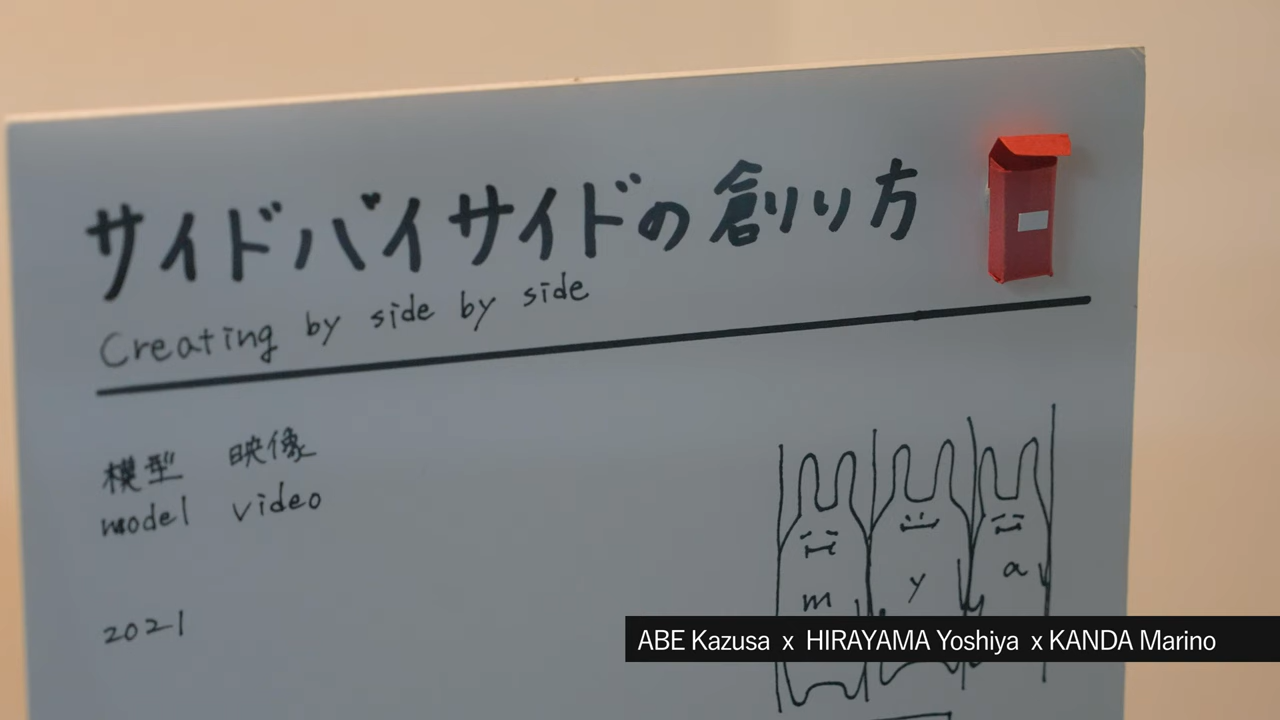 サイドバイサイドの創り方
Creating by side by side
模型 映像
model video
2021
m y a
ABE Kazusa x HIRAYAMA Yoshiya x KANDA Marino